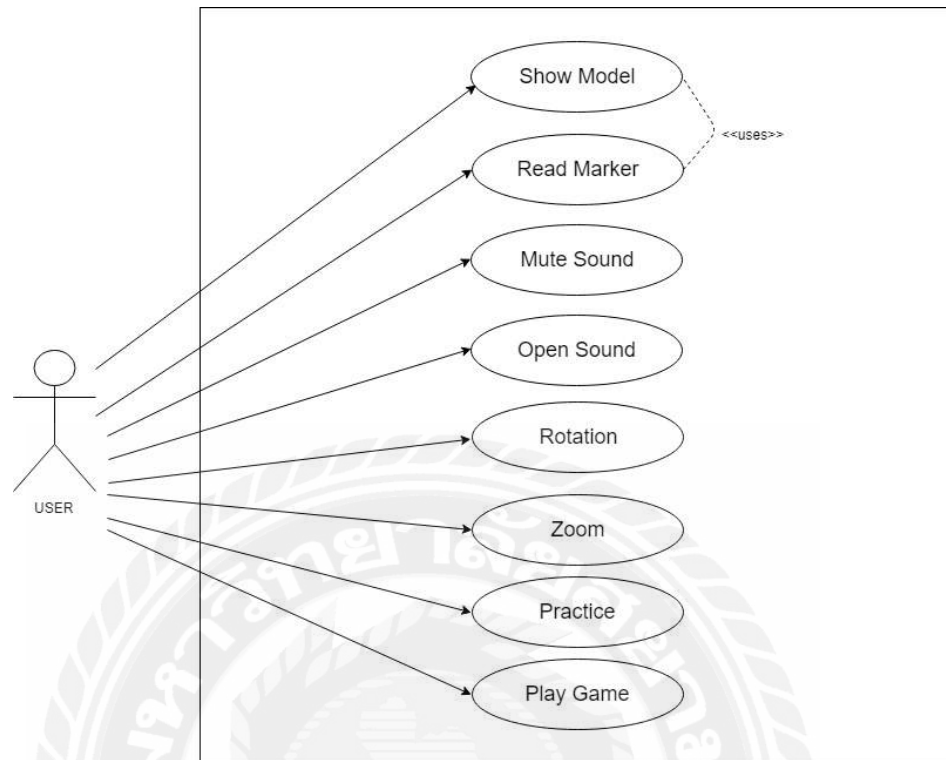 Show Model
<<uses>>
Read Marker
Mute Sound
Open Sound
Rotation
USER
Zoom
Practice
Play Game